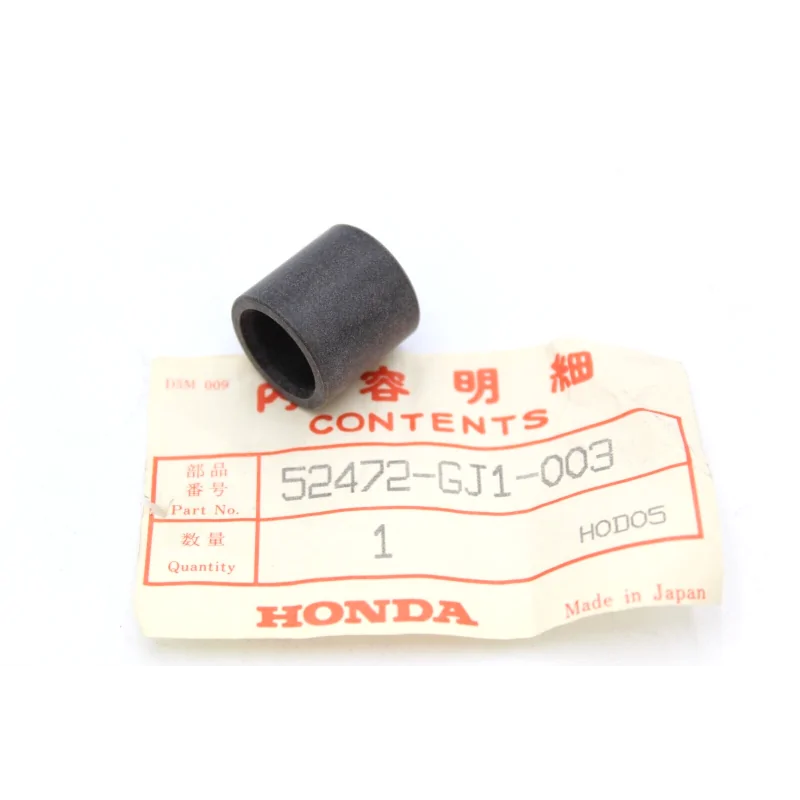 DSM 009
内容明細
CONTENTS
部品
番号
Part No.
52472-GJ1-003
数量
Quantity
1
HOD05
HONDA
Made in Japan